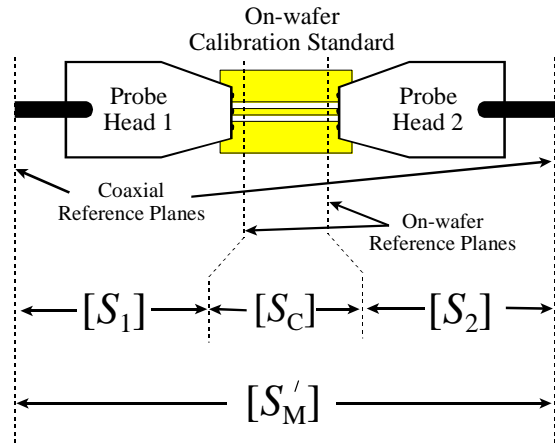 On-wafer
Calibration Standard
Probe
Head 1
Probe
Head 2
Coaxial
Reference Planes
On-wafer
Reference Planes
[S1]
[SC]
[S2]
[S′M]